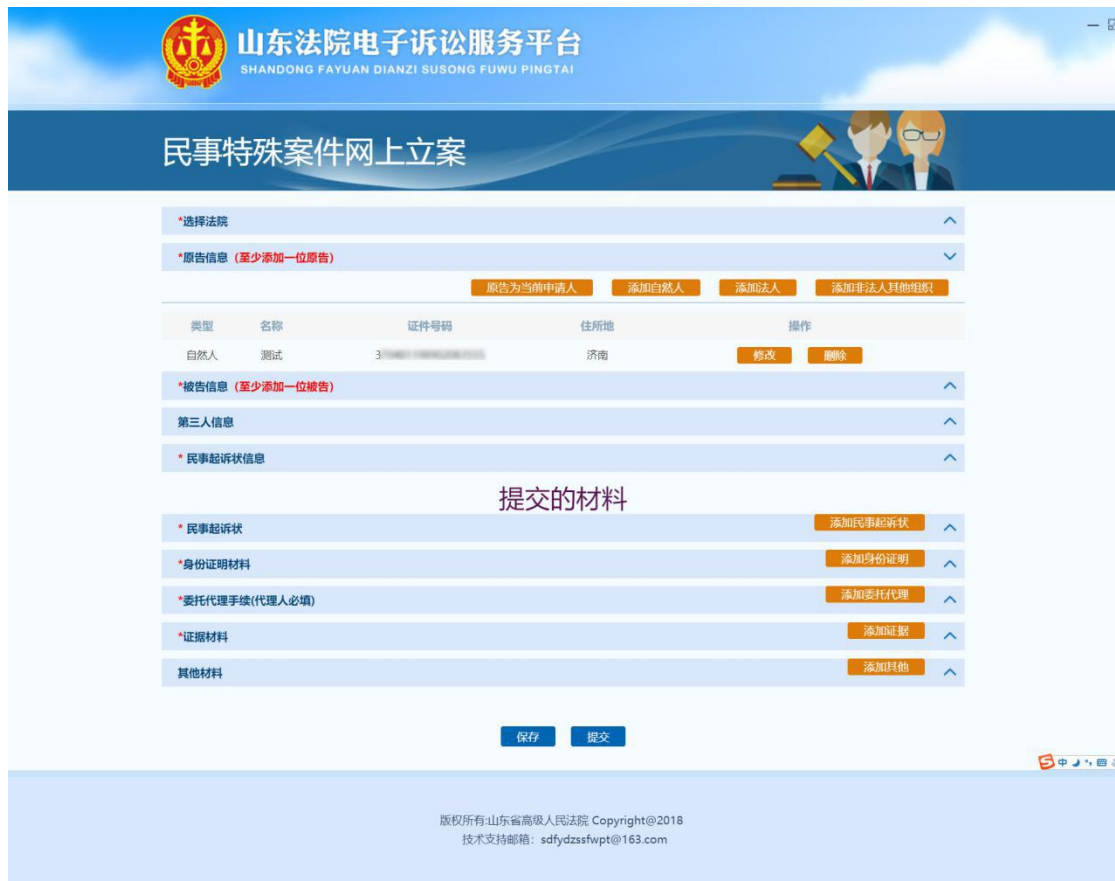 山东法院电子诉讼服务平台
SHANDONG FAYUAN DIANZI SUSONG FUWU PINGTAI
民事特殊案件网上立案
*选择法院
*原告信息（至少添加一位原告）
原告为当前申请人 添加自然人 添加法人 添加非法人其他组织
类型 名称 证件号码 住所地 操作
自然人 测试 3 济南 修改 删除
*被告信息（至少添加一位被告）
第三人信息
* 民事起诉状信息
提交的材料
* 民事起诉状 添加民事起诉状
*身份证明材料 添加身份证明
*委托代理手续(代理人必填) 添加委托代理
*证据材料 添加证据
其他材料 添加其他
保存 提交
中
版权所有:山东省高级人民法院 Copyright@2018
技术支持邮箱：sdfydzssfwpt@163.com